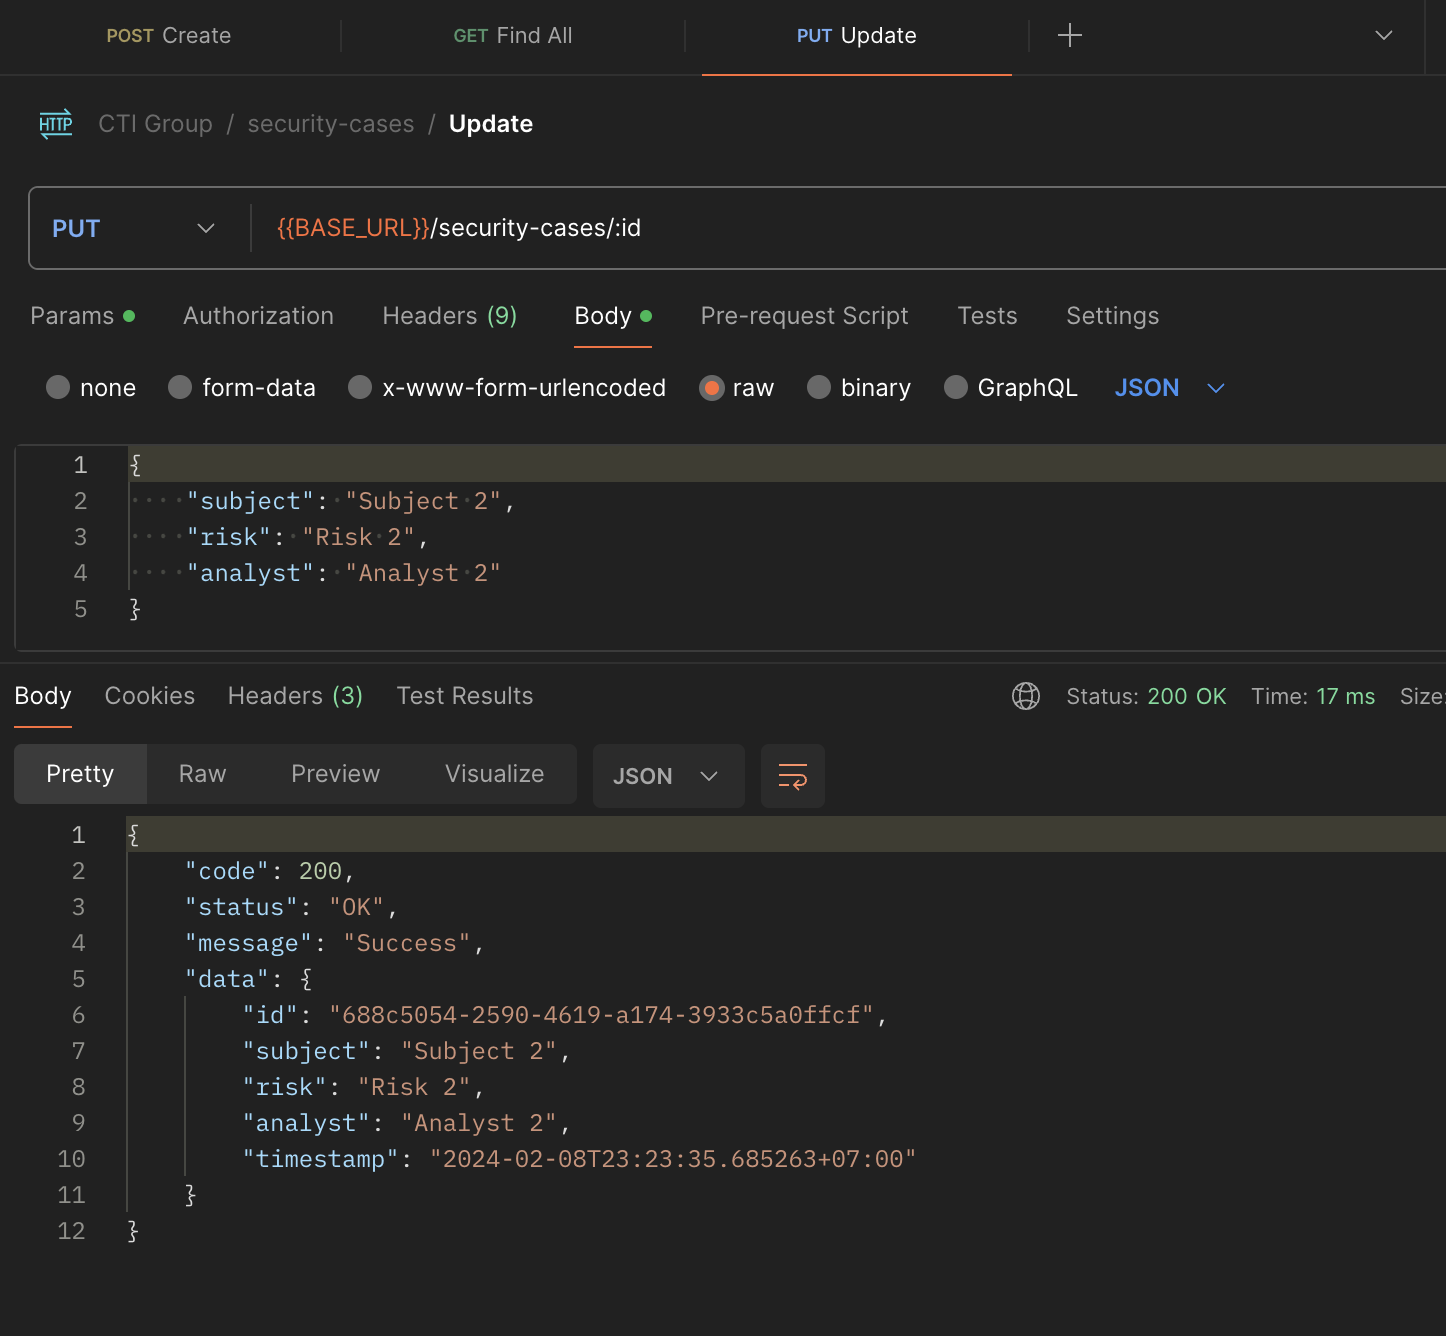 POST Create GET Find All PUT Update
HTTP CTI Group / security-cases / Update
PUT {{BASE_URL}}/security-cases/:id
Params Authorization Headers (9) Body Pre-request Script Tests Settings
none form-data x-www-form-urlencoded raw binary GraphQL JSON
1 {
2 "subject": "Subject 2",
3 "risk": "Risk 2",
4 "analyst": "Analyst 2"
5 }
Body Cookies Headers (3) Test Results Status: 200 OK Time: 17 ms Size:
Pretty Raw Preview Visualize JSON
1 {
2 "code": 200,
3 "status": "OK",
4 "message": "Success",
5 "data": {
6 "id": "688c5054-2590-4619-a174-3933c5a0ffcf",
7 "subject": "Subject 2",
8 "risk": "Risk 2",
9 "analyst": "Analyst 2",
10 "timestamp": "2024-02-08T23:23:35.685263+07:00"
11 }
12 }